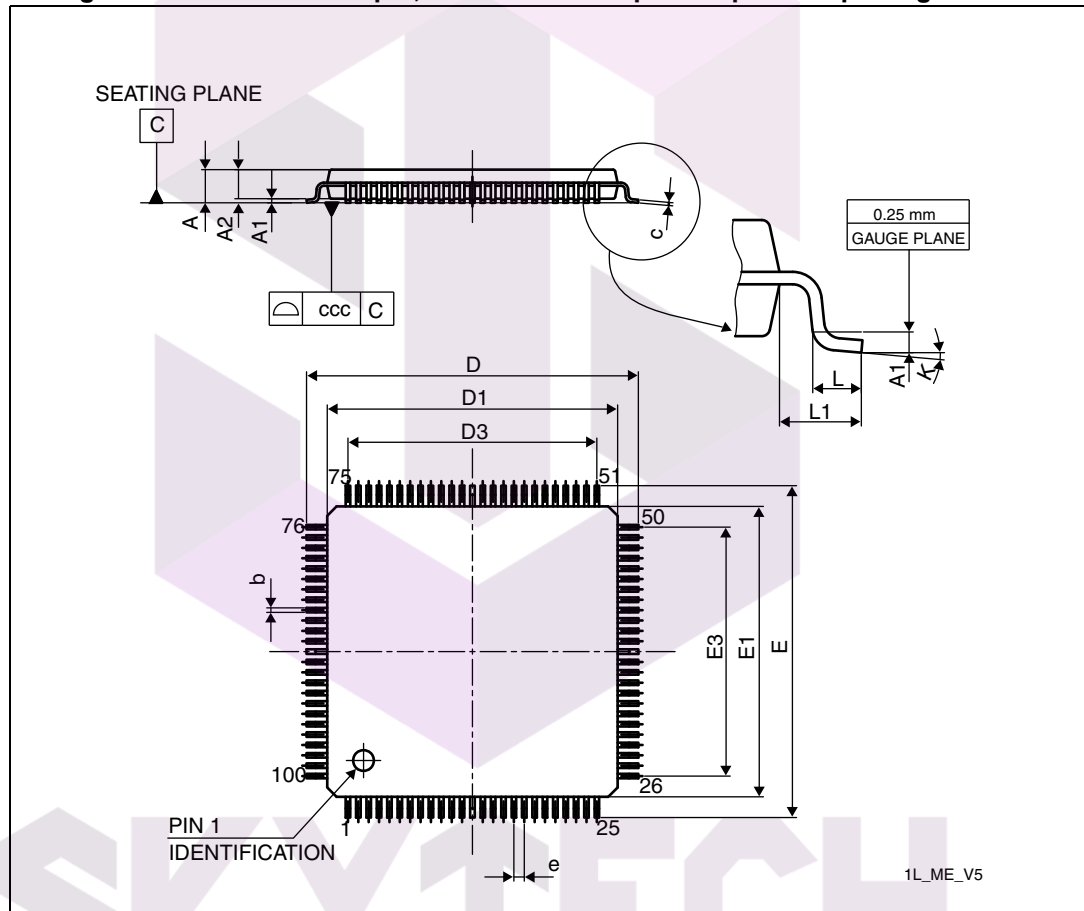 SEATING PLANE
C
A
A2
A1
c
ccc C
0.25 mm
GAUGE PLANE
L
L1
A1
K
D
D1
D3
75
51
76
50
b
E3
E1
E
100
26
1
25
PIN 1
IDENTIFICATION
e
1L_ME_V5
SKYTECH